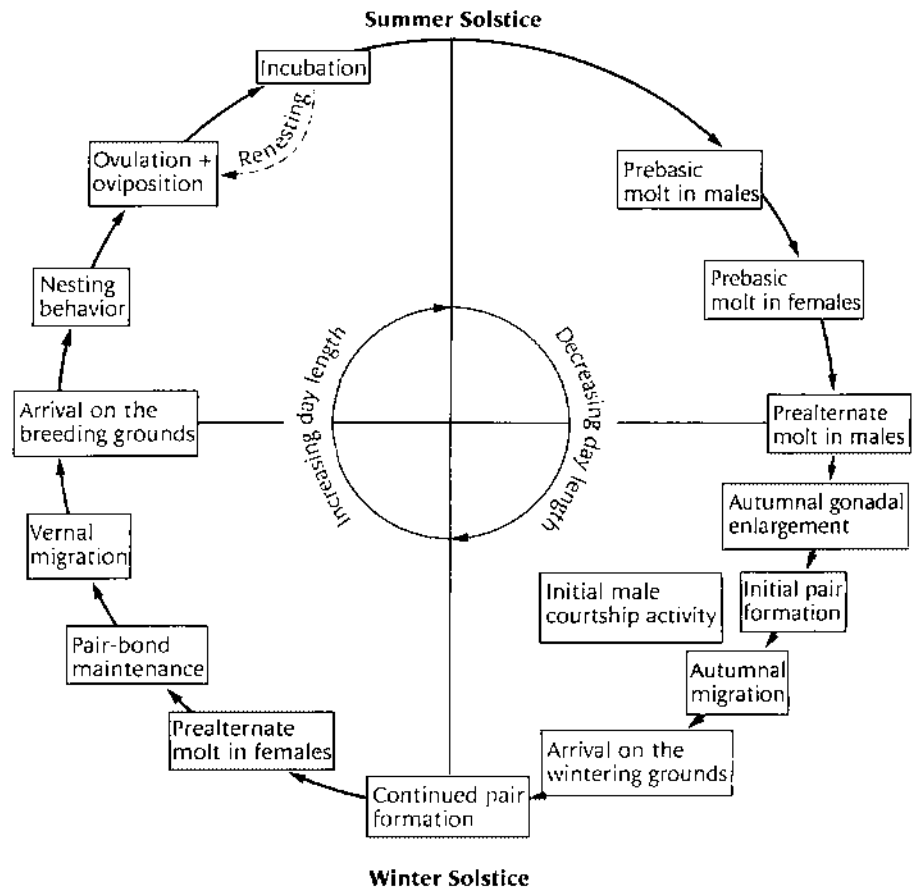 Summer Solstice
Incubation
Renesting
Ovulation +
oviposition
Prebasic
molt in males
Nesting
behavior
Prebasic
molt in females
Increasing day length
Decreasing day length
Arrival on the
breeding grounds
Prealternate
molt in males
Vernal
migration
Autumnal gonadal
enlargement
Initial male
courtship activity
Initial pair
formation
Pair-bond
maintenance
Autumnal
migration
Prealternate
molt in females
Arrival on the
wintering grounds
Continued pair
formation
Winter Solstice